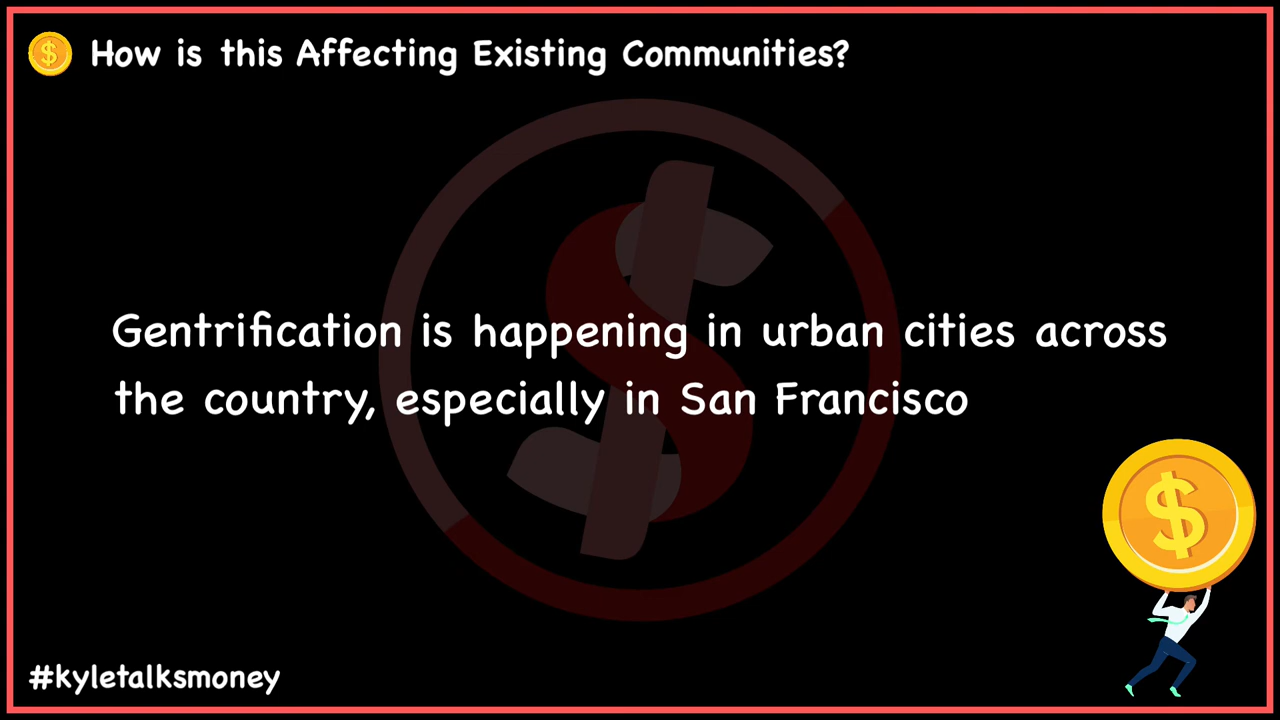 $ How is this Affecting Existing Communities?
Gentrification is happening in urban cities across
the country, especially in San Francisco
$
#kyletalksmoney